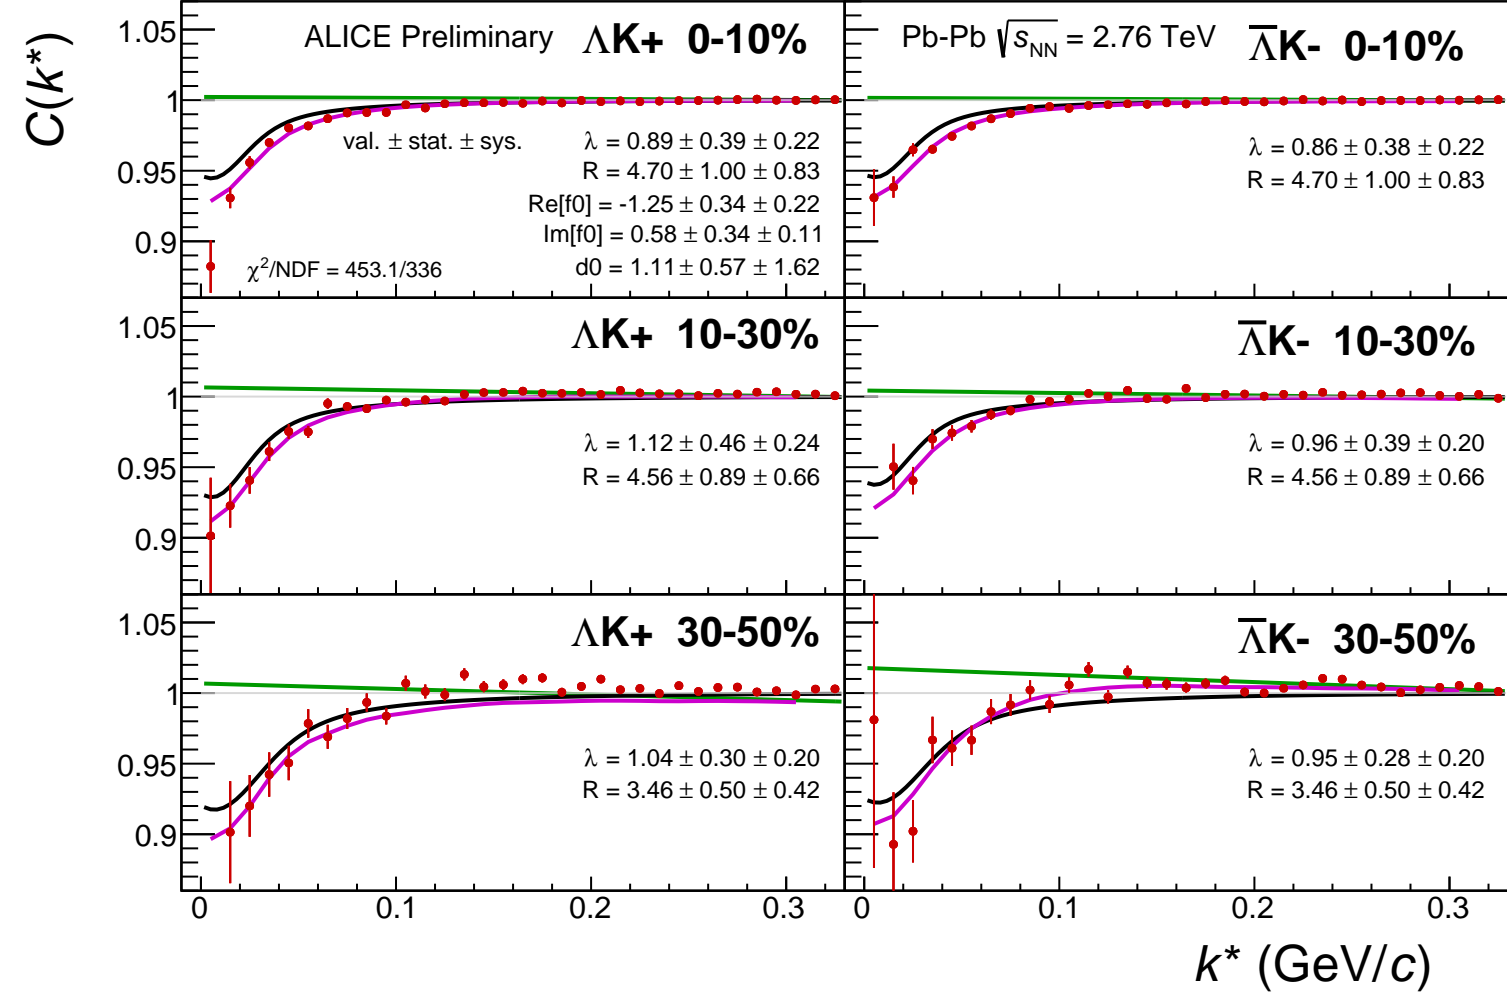 C(k*)
ALICE Preliminary ΛK+ 0-10%
1.05
1
0.95
0.9
val. ± stat. ± sys.
λ = 0.89 ± 0.39 ± 0.22
R = 4.70 ± 1.00 ± 0.83
Re[f0] = -1.25 ± 0.34 ± 0.22
Im[f0] = 0.58 ± 0.34 ± 0.11
d0 = 1.11 ± 0.57 ± 1.62
χ²/NDF = 453.1/336
Pb-Pb √s_NN = 2.76 TeV Λ̅K- 0-10%
λ = 0.86 ± 0.38 ± 0.22
R = 4.70 ± 1.00 ± 0.83
ΛK+ 10-30%
1.05
1
0.95
0.9
λ = 1.12 ± 0.46 ± 0.24
R = 4.56 ± 0.89 ± 0.66
Λ̅K- 10-30%
λ = 0.96 ± 0.39 ± 0.20
R = 4.56 ± 0.89 ± 0.66
ΛK+ 30-50%
1.05
1
0.95
0.9
λ = 1.04 ± 0.30 ± 0.20
R = 3.46 ± 0.50 ± 0.42
Λ̅K- 30-50%
λ = 0.95 ± 0.28 ± 0.20
R = 3.46 ± 0.50 ± 0.42
0 0.1 0.2 0.3
0 0.1 0.2 0.3
k* (GeV/c)